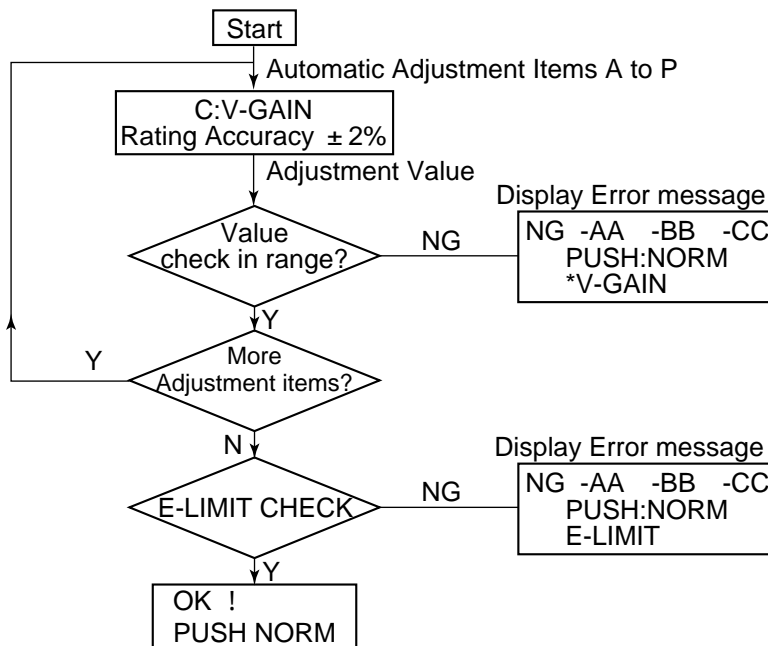 Start
Automatic Adjustment Items A to P
C:V-GAIN
Rating Accuracy ± 2%
Adjustment Value
Display Error message
Value
check in range?
NG
NG -AA -BB -CC
PUSH:NORM
*V-GAIN
Y
More
Adjustment items?
Y
N
Display Error message
E-LIMIT CHECK
NG
NG -AA -BB -CC
PUSH:NORM
E-LIMIT
Y
OK !
PUSH NORM